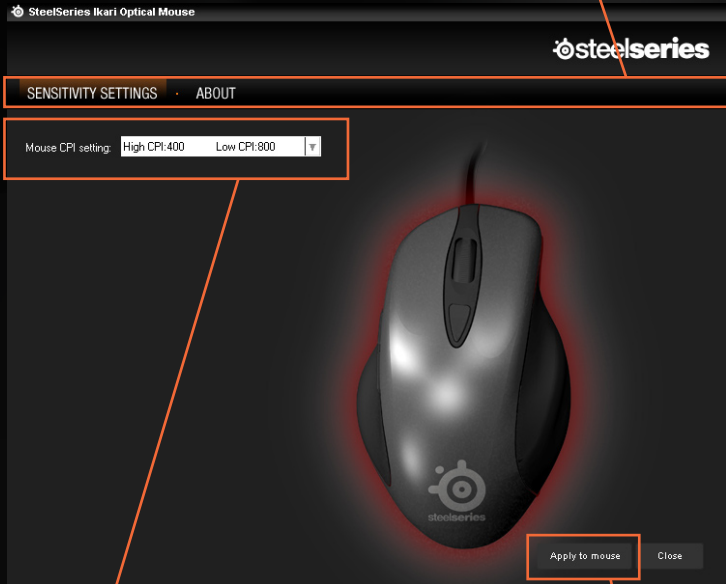 SteelSeries Ikari Optical Mouse
steelseries
SENSITIVITY SETTINGS · ABOUT
Mouse CPI setting: High CPI:400 Low CPI:800
steelseries
Apply to mouse Close